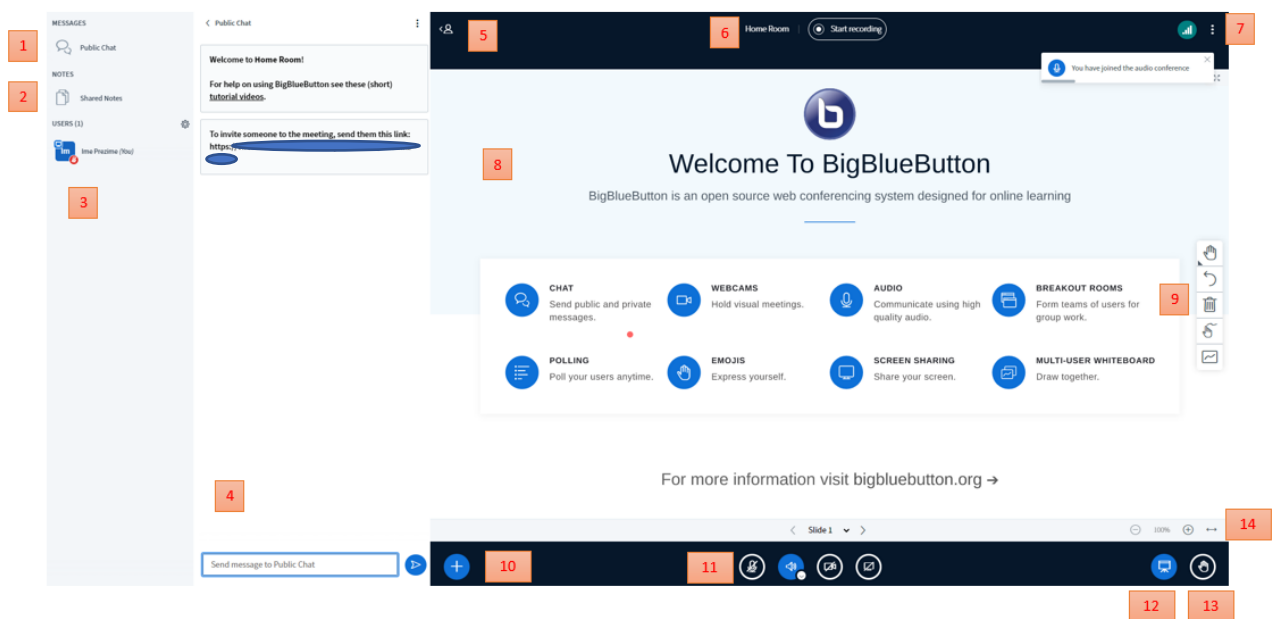 MESSAGES
1
Public Chat
NOTES
2
Shared Notes
USERS (1)
Im
Ime Prezime (You)
3
Public Chat
Welcome to Home Room!
For help on using BigBlueButton see these (short)
tutorial videos.
To invite someone to the meeting, send them this link:
https:/
4
Send message to Public Chat
5
6
Home Room
Start recording
7
You have joined the audio conference
b
8
Welcome To BigBlueButton
BigBlueButton is an open source web conferencing system designed for online learning
CHAT
Send public and private
messages.
WEBCAMS
Hold visual meetings.
AUDIO
Communicate using high
quality audio.
BREAKOUT ROOMS
Form teams of users for
group work.
9
POLLING
Poll your users anytime.
EMOJIS
Express yourself.
SCREEN SHARING
Share your screen.
MULTI-USER WHITEBOARD
Draw together.
For more information visit bigbluebutton.org →
Slide 1
100%
14
10
11
12
13